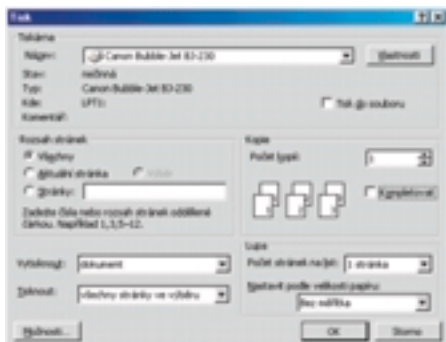 Tisk
Tiskárna
Název: Canon Bubble-Jet BJ-230 Vlastnosti
Stav: nečinná
Typ: Canon Bubble-Jet BJ-230
Kde: LPT1:
Komentář: Tisk do souboru
Rozsah stránek
Všechny
Aktuální stránka Výběr
Stránky:
Zadejte čísla nebo rozsah stránek oddělené
čárkou. Například 1,3,5-12.
Kopie
Počet kopií: 1
Kompletovat
Vytisknout: dokument
Tisknout: všechny stránky ve výběru
Lupa
Počet stránek na list: 1 stránka
Nastavit podle velikosti papíru:
Bez měřítka
Možnosti... OK Storno